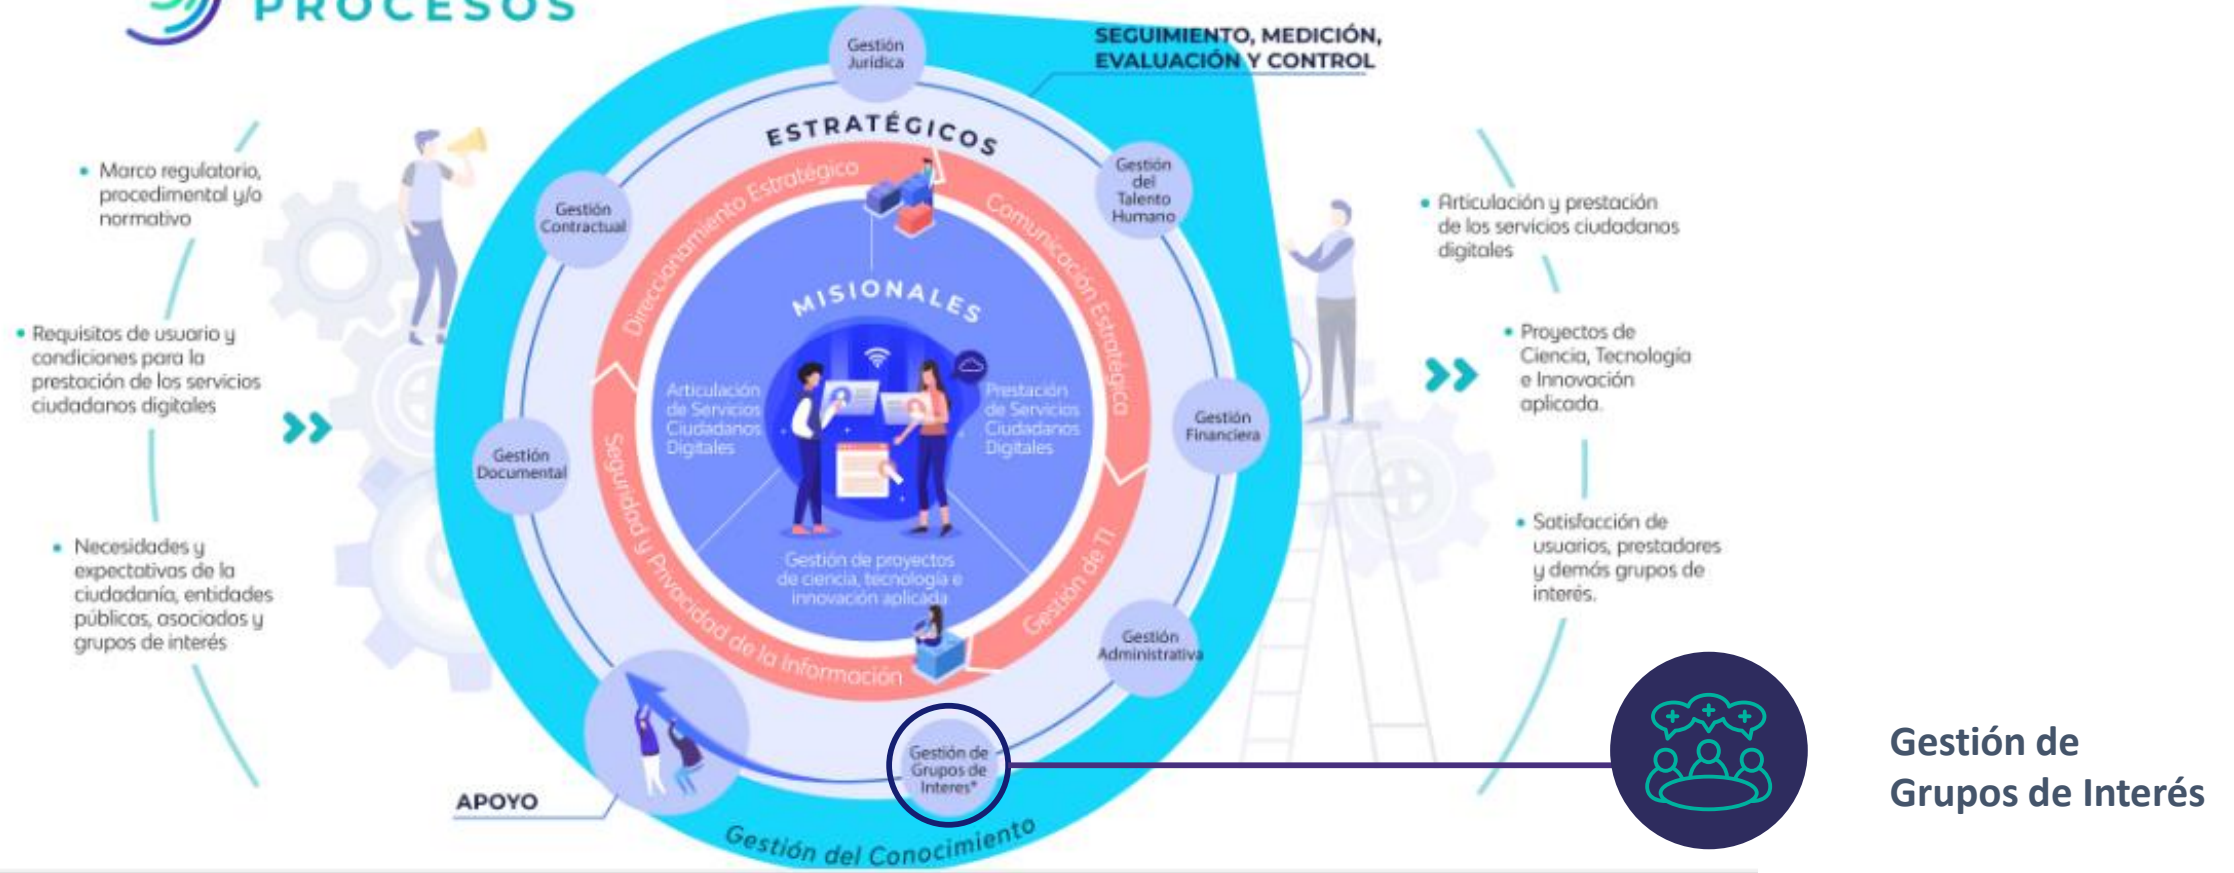 PROCESOS
SEGUIMIENTO, MEDICIÓN,
EVALUACIÓN Y CONTROL
Gestión
Jurídica
ESTRATÉGICOS
Gestión
del
Talento
Humano
Gestión
Contractual
Direccionamiento Estratégico
Comunicación Estratégica
MISIONALES
Articulación
de Servicios
Ciudadanos
Digitales
Prestación
de Servicios
Ciudadanos
Digitales
Gestión de proyectos
de ciencia, tecnología e
innovación aplicada
Gestión
Financiera
Gestión
Documental
Seguridad y Privacidad de la Información
Gestión de TI
Gestión
Administrativa
Gestión de
Grupos de
Interes*
APOYO
Gestión del Conocimiento
• Marco regulatorio,
procedimental y/o
normativo
• Requisitos de usuario y
condiciones para la
prestación de los servicios
ciudadanos digitales
• Necesidades y
expectativas de la
ciudadanía, entidades
públicas, asociados y
grupos de interés
• Articulación y prestación
de los servicios ciudadanos
digitales
• Proyectos de
Ciencia, Tecnología
e Innovación
aplicada.
• Satisfacción de
usuarios, prestadores
y demás grupos de
interés.
Gestión de
Grupos de Interés